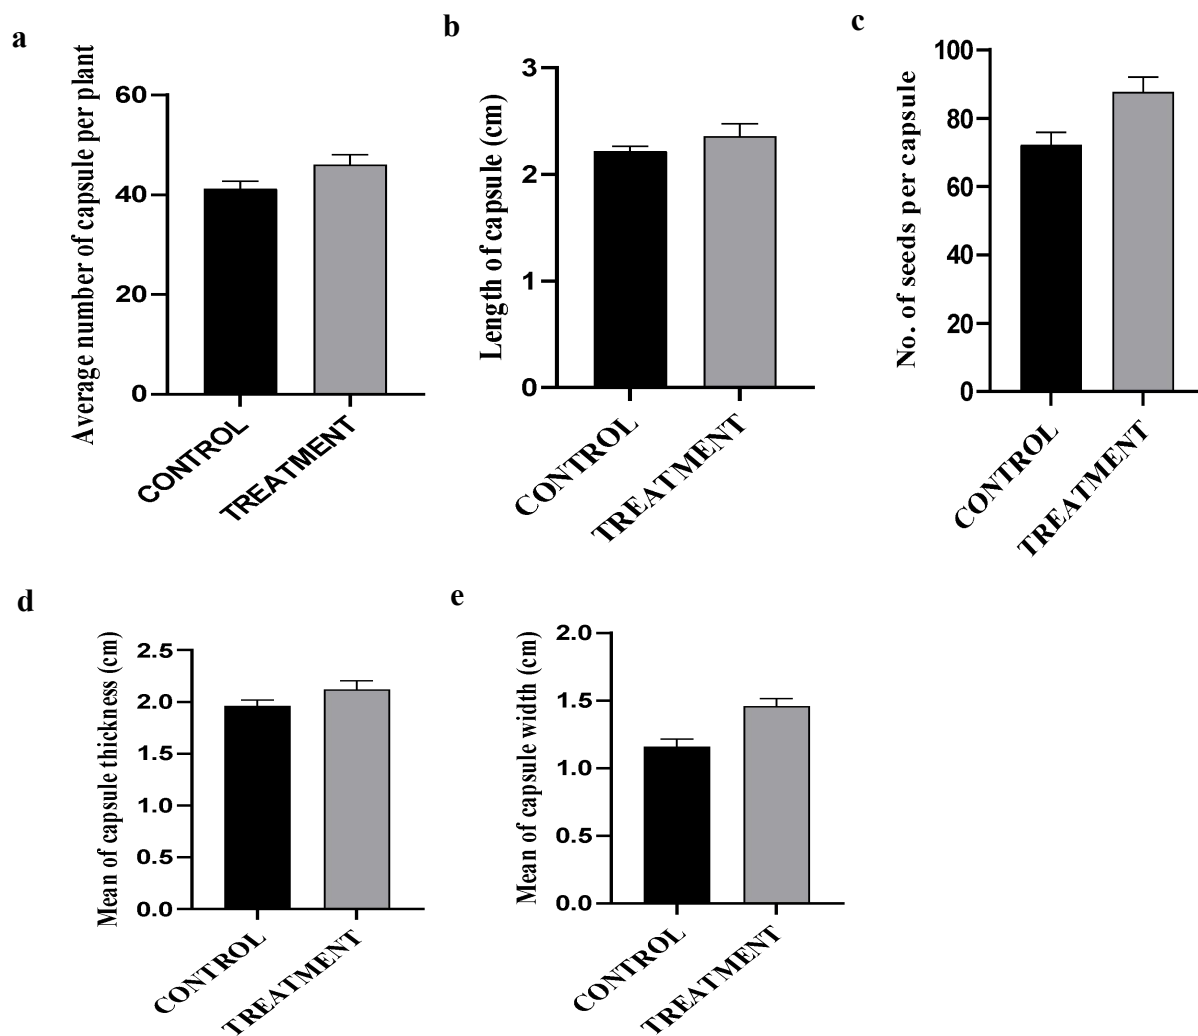 a
Average number of capsule per plant
60
40
20
0
CONTROL
TREATMENT
b
Length of capsule (cm)
3
2
1
0
CONTROL
TREATMENT
c
No. of seeds per capsule
100
80
60
40
20
0
CONTROL
TREATMENT
d
Mean of capsule thickness (cm)
2.5
2.0
1.5
1.0
0.5
0.0
CONTROL
TREATMENT
e
Mean of capsule width (cm)
2.0
1.5
1.0
0.5
0.0
CONTROL
TREATMENT